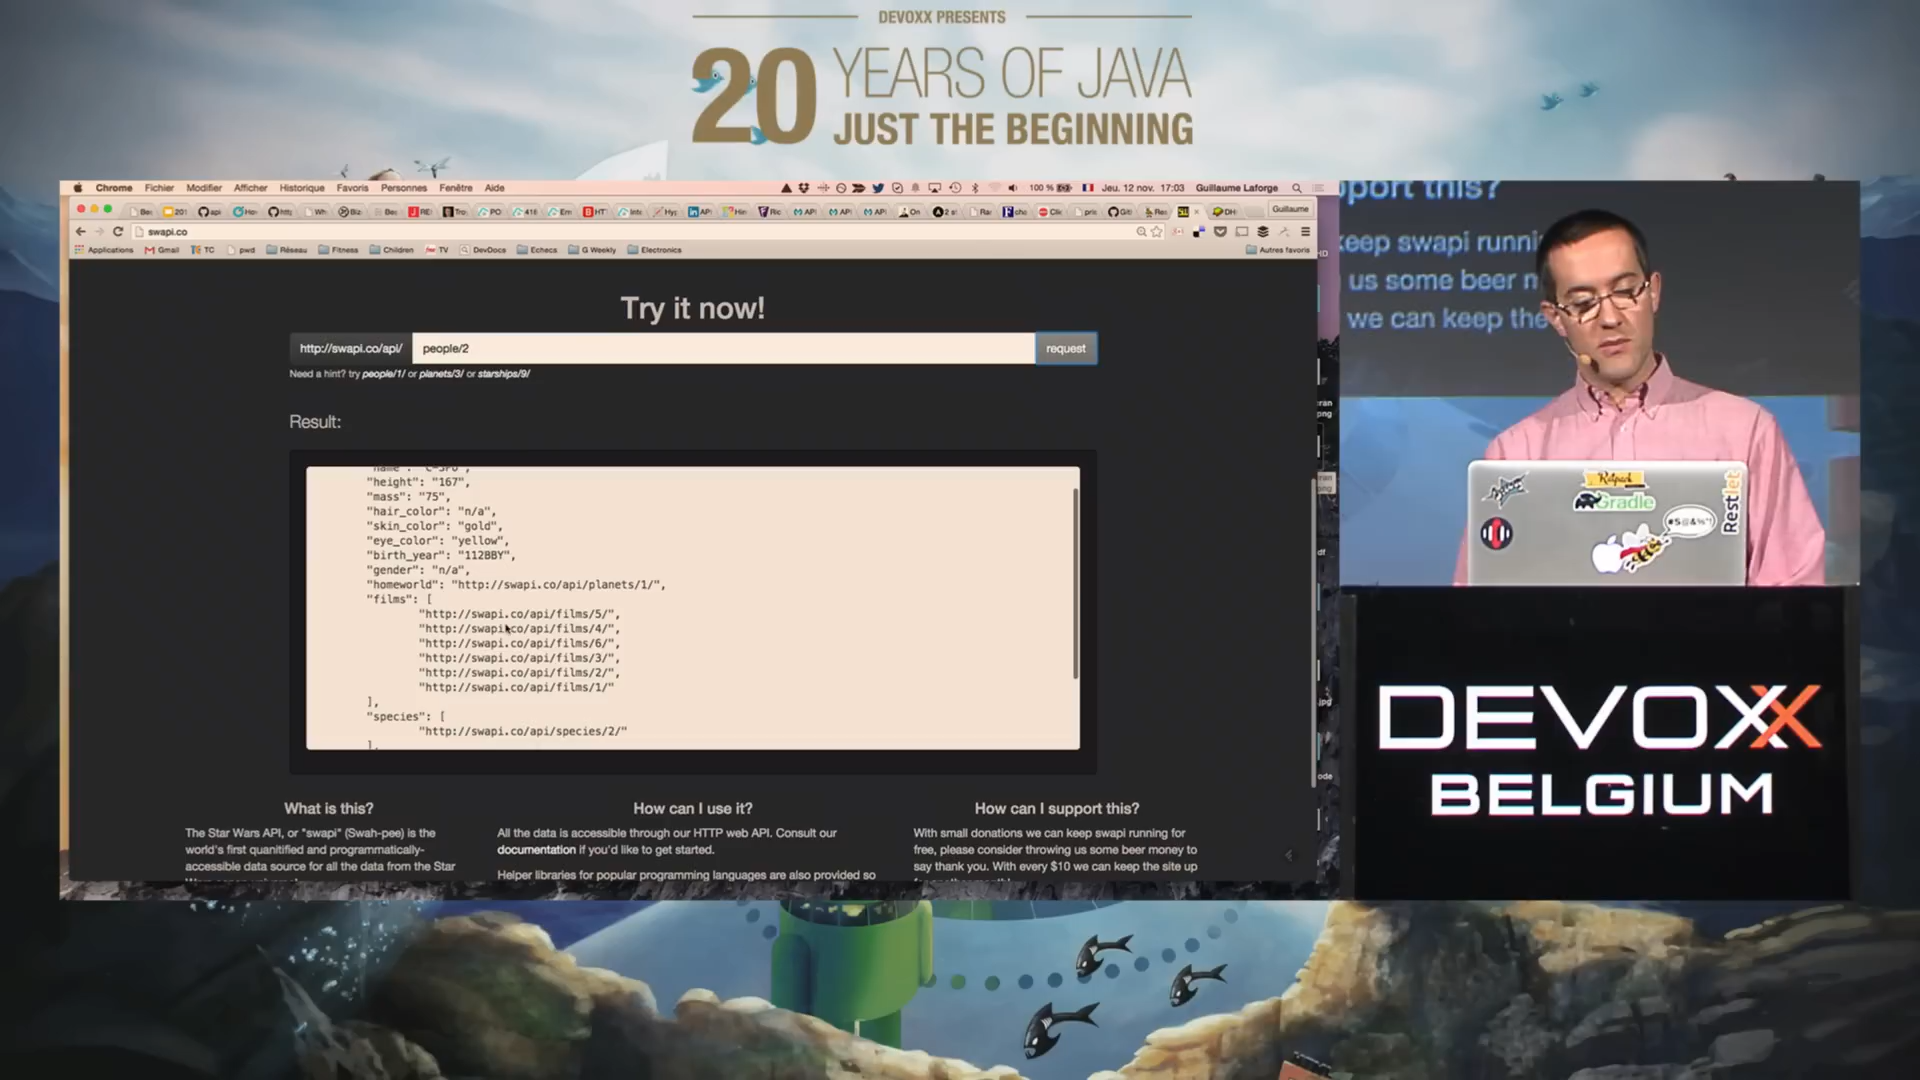 DEVOXX PRESENTS
20 YEARS OF JAVA
JUST THE BEGINNING
Chrome Fichier Modifier Afficher Historique Favoris Personnes Fenêtre Aide
100 % Jeu. 12 nov. 17:03 Guillaume Laforge
Guillaume
swapi.co
Applications Gmail TC pwd Réseau Fitness Children TV DevDocs Echecs G Weekly Electronics Autres favoris
Try it now!
http://swapi.co/api/ people/2 request
Need a hint? try people/1/ or planets/3/ or starships/9/
Result:
"name": "C-3PO",
"height": "167",
"mass": "75",
"hair_color": "n/a",
"skin_color": "gold",
"eye_color": "yellow",
"birth_year": "112BBY",
"gender": "n/a",
"homeworld": "http://swapi.co/api/planets/1/",
"films": [
"http://swapi.co/api/films/5/",
"http://swapi.co/api/films/4/",
"http://swapi.co/api/films/6/",
"http://swapi.co/api/films/3/",
"http://swapi.co/api/films/2/",
"http://swapi.co/api/films/1/"
],
"species": [
"http://swapi.co/api/species/2/"
],
What is this?
The Star Wars API, or "swapi" (Swah-pee) is the
world's first quantified and programmatically-
accessible data source for all the data from the Star
How can I use it?
All the data is accessible through our HTTP web API. Consult our
documentation if you'd like to get started.
Helper libraries for popular programming languages are also provided so
How can I support this?
With small donations we can keep swapi running for
free, please consider throwing us some beer money to
say thank you. With every $10 we can keep the site up
pport this?
keep swapi runni
us some beer m
we can keep the
Ratpack
Gradle
Restlet
#$@&%*!
DEVOXX
BELGIUM